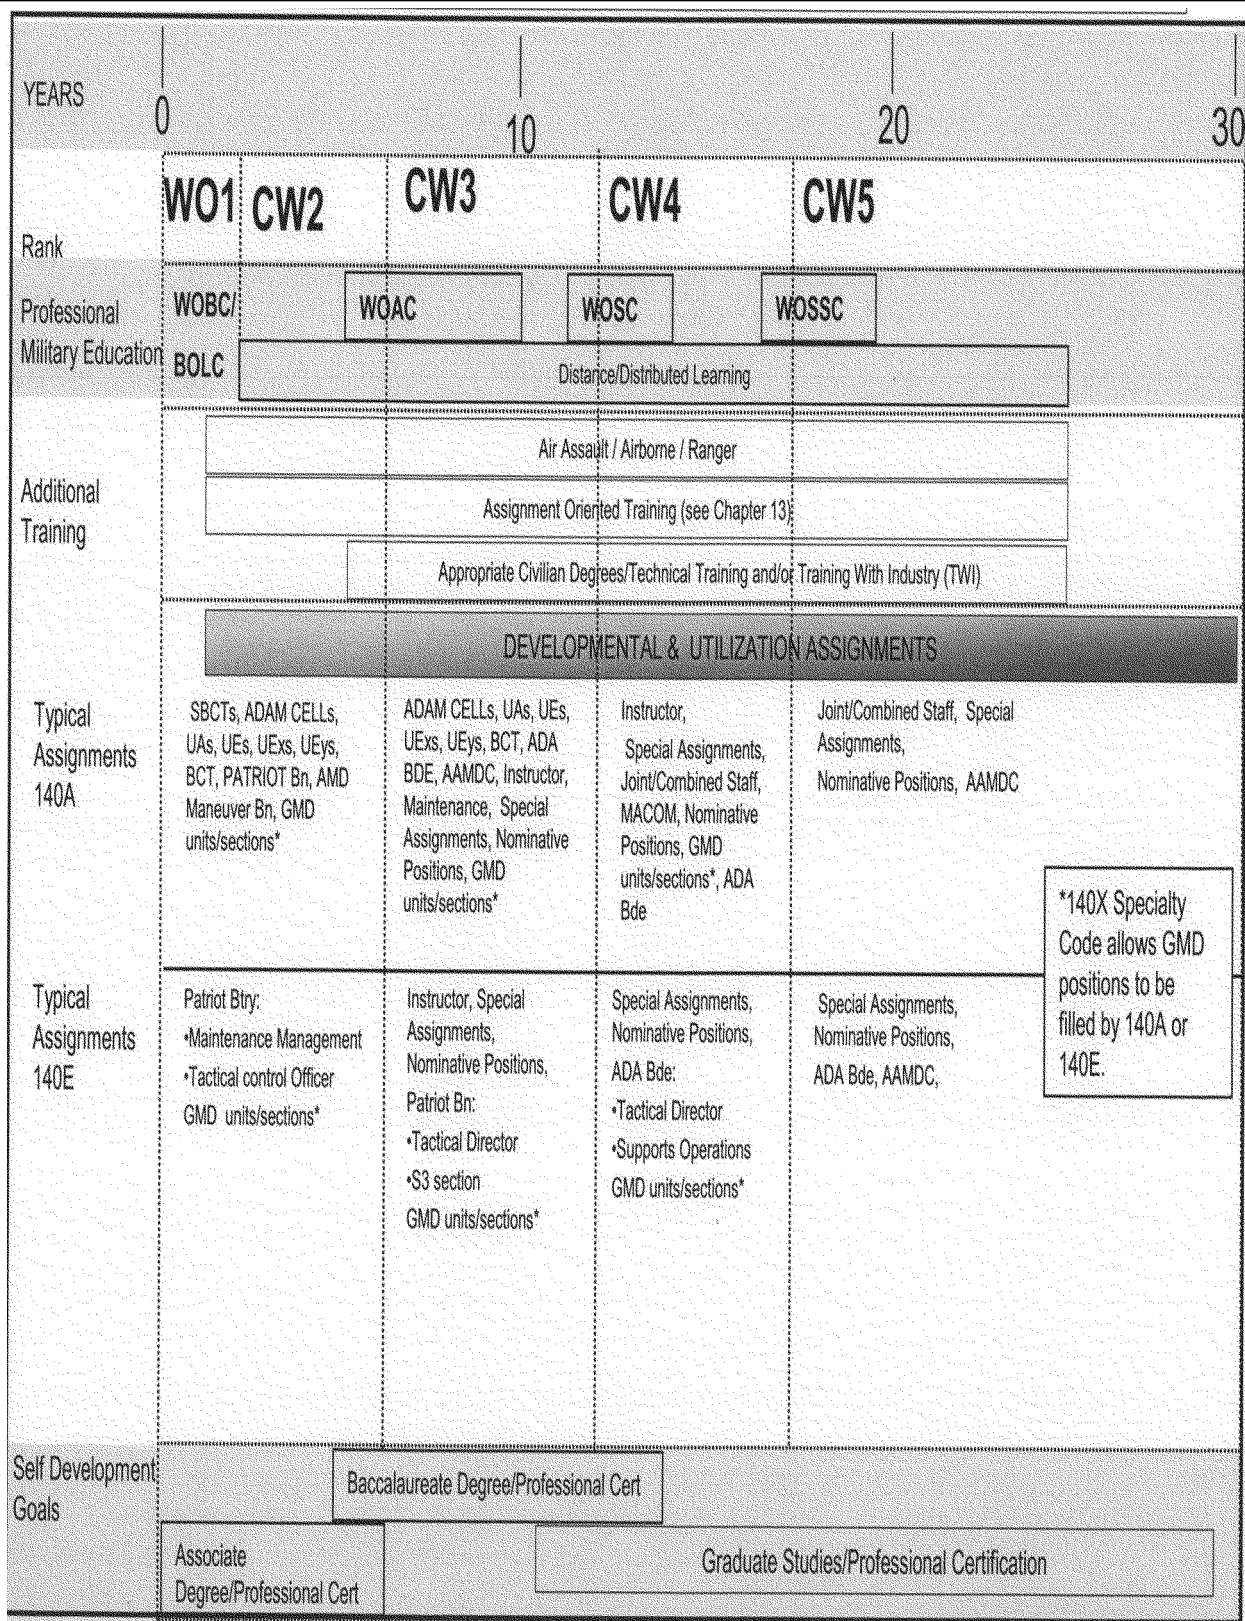 YEARS
0
10
20
30
Rank
WO1
CW2
CW3
CW4
CW5
Professional
Military Education
WOBC/
BOLC
WOAC
WOSC
WOSSC
Distance/Distributed Learning
Additional
Training
Air Assault / Airborne / Ranger
Assignment Oriented Training (see Chapter 13)
Appropriate Civilian Degrees/Technical Training and/or Training With Industry (TWI)
DEVELOPMENTAL & UTILIZATION ASSIGNMENTS
Typical
Assignments
140A
SBCTs, ADAM CELLs,
UAs, UEs, UExs, UEys,
BCT, PATRIOT Bn, AMD
Maneuver Bn, GMD
units/sections*
ADAM CELLs, UAs, UEs,
UExs, UEys, BCT, ADA
BDE, AAMDC, Instructor,
Maintenance, Special
Assignments, Nominative
Positions, GMD
units/sections*
Instructor,
Special Assignments,
Joint/Combined Staff,
MACOM, Nominative
Positions, GMD
units/sections*, ADA
Bde
Joint/Combined Staff, Special
Assignments,
Nominative Positions, AAMDC
*140X Specialty
Code allows GMD
positions to be
filled by 140A or
140E.
Typical
Assignments
140E
Patriot Btry:
•Maintenance Management
•Tactical control Officer
GMD units/sections*
Instructor, Special
Assignments,
Nominative Positions,
Patriot Bn:
•Tactical Director
•S3 section
GMD units/sections*
Special Assignments,
Nominative Positions,
ADA Bde:
•Tactical Director
•Supports Operations
GMD units/sections*
Special Assignments,
Nominative Positions,
ADA Bde, AAMDC,
Self Development
Goals
Baccalaureate Degree/Professional Cert
Associate
Degree/Professional Cert
Graduate Studies/Professional Certification